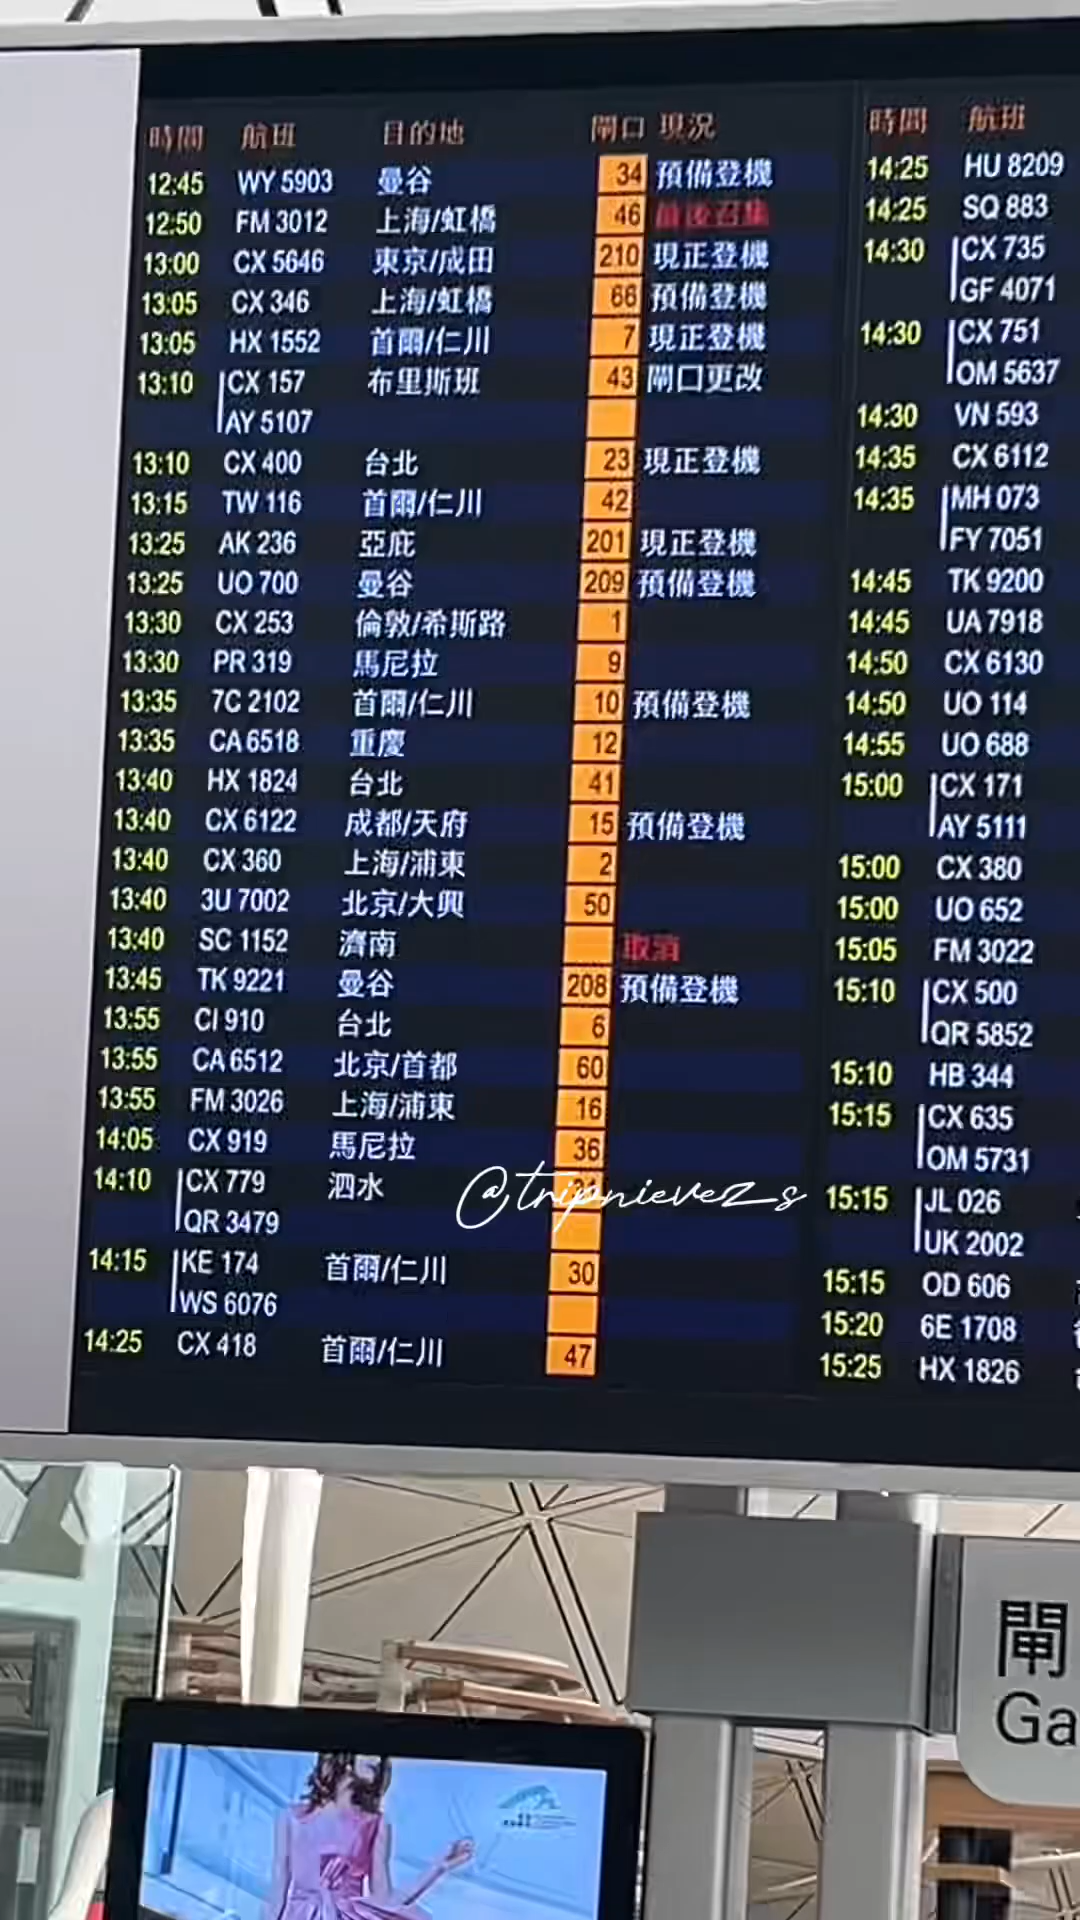 時間 航班 目的地 閘口 現況
12:45 WY 5903 曼谷 34 預備登機
12:50 FM 3012 上海/虹橋 46 最後召集
13:00 CX 5646 東京/成田 210 現正登機
13:05 CX 346 上海/虹橋 66 預備登機
13:05 HX 1552 首爾/仁川 7 現正登機
13:10 CX 157 布里斯班 43 閘口更改
AY 5107
13:10 CX 400 台北 23 現正登機
13:15 TW 116 首爾/仁川 42
13:25 AK 236 亞庇 201 現正登機
13:25 UO 700 曼谷 209 預備登機
13:30 CX 253 倫敦/希斯路 1
13:30 PR 319 馬尼拉 9
13:35 7C 2102 首爾/仁川 10 預備登機
13:35 CA 6518 重慶 12
13:40 HX 1824 台北 41
13:40 CX 6122 成都/天府 15 預備登機
13:40 CX 360 上海/浦東 2
13:40 3U 7002 北京/大興 50
13:40 SC 1152 濟南 取消
13:45 TK 9221 曼谷 208 預備登機
13:55 CI 910 台北 6
13:55 CA 6512 北京/首都 60
13:55 FM 3026 上海/浦東 16
14:05 CX 919 馬尼拉 36
14:10 CX 779 泗水
QR 3479
14:15 KE 174 首爾/仁川 30
WS 6076
14:25 CX 418 首爾/仁川 47
時間 航班
14:25 HU 8209
14:25 SQ 883
14:30 CX 735
GF 4071
14:30 CX 751
OM 5637
14:30 VN 593
14:35 CX 6112
14:35 MH 073
FY 7051
14:45 TK 9200
14:45 UA 7918
14:50 CX 6130
14:50 UO 114
14:55 UO 688
15:00 CX 171
AY 5111
15:00 CX 380
15:00 UO 652
15:05 FM 3022
15:10 CX 500
QR 5852
15:10 HB 344
15:15 CX 635
OM 5731
15:15 JL 026
UK 2002
15:15 OD 606
15:20 6E 1708
15:25 HX 1826
@tripnievezs
閘
Ga